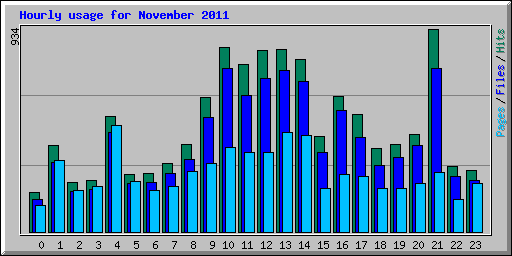 Hourly usage for November 2011
934
Pages / Files / Hits
0 1 2 3 4 5 6 7 8 9 10 11 12 13 14 15 16 17 18 19 20 21 22 23